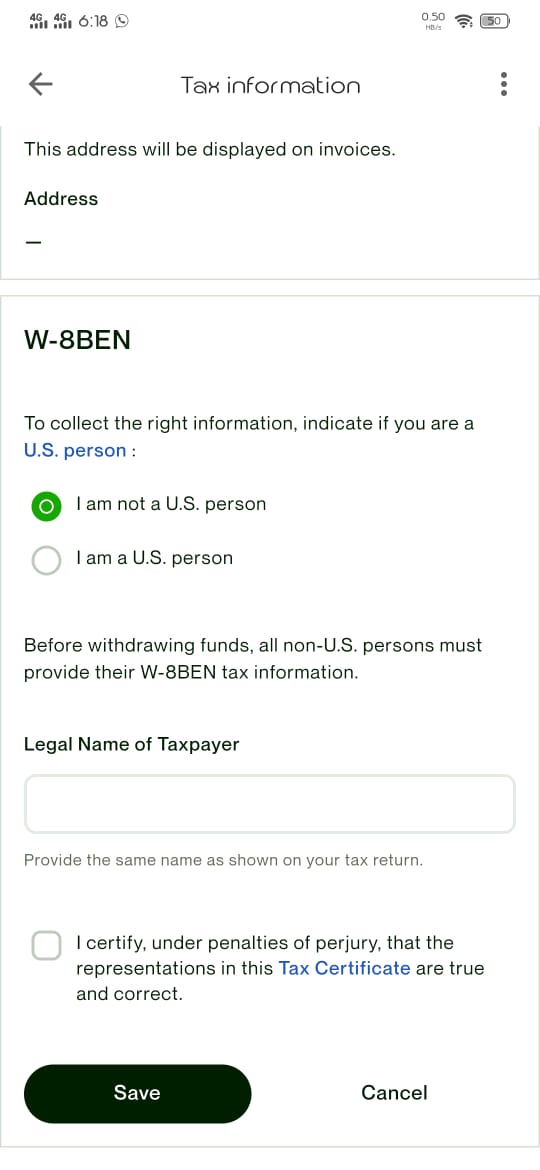 4G 4G 6:18 0.50 KB/s 50
Tax information
This address will be displayed on invoices.
Address
—
W-8BEN
To collect the right information, indicate if you are a
U.S. person :
I am not a U.S. person
I am a U.S. person
Before withdrawing funds, all non-U.S. persons must
provide their W-8BEN tax information.
Legal Name of Taxpayer
Provide the same name as shown on your tax return.
I certify, under penalties of perjury, that the
representations in this Tax Certificate are true
and correct.
Save Cancel